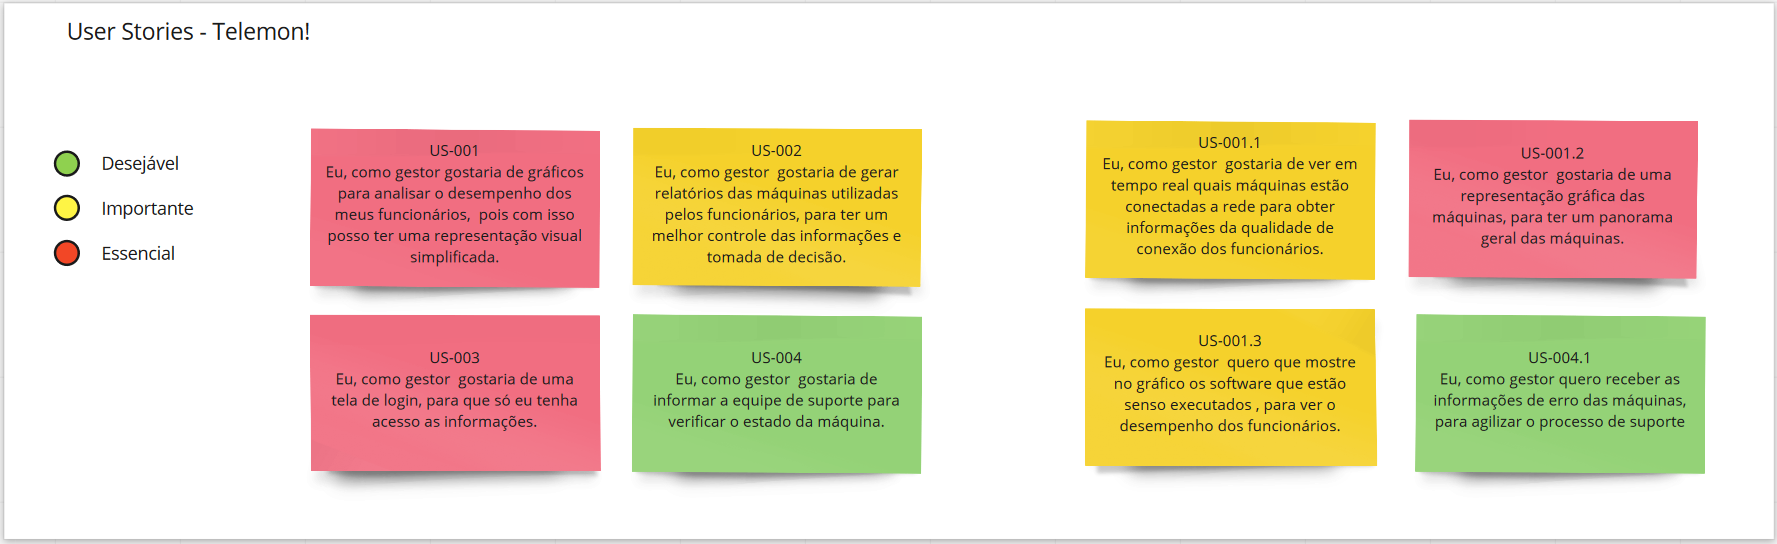 User Stories - Telemon!
Desejável
Importante
Essencial
US-001
Eu, como gestor gostaria de gráficos
para analisar o desempenho dos
meus funcionários,  pois com isso
posso ter uma representação visual
simplificada.
US-002
Eu, como gestor  gostaria de gerar
relatórios das máquinas utilizadas
pelos funcionários, para ter um
melhor controle das informações e
tomada de decisão.
US-001.1
Eu, como gestor  gostaria de ver em
tempo real quais máquinas estão
conectadas a rede para obter
informações da qualidade de
conexão dos funcionários.
US-001.2
Eu, como gestor  gostaria de uma
representação gráfica das
máquinas, para ter um panorama
geral das máquinas.
US-003
Eu, como gestor  gostaria de uma
tela de login, para que só eu tenha
acesso as informações.
US-004
Eu, como gestor  gostaria de
informar a equipe de suporte para
verificar o estado da máquina.
US-001.3
Eu, como gestor  quero que mostre
no gráfico os software que estão
senso executados , para ver o
desempenho dos funcionários.
US-004.1
Eu, como gestor quero receber as
informações de erro das máquinas,
para agilizar o processo de suporte